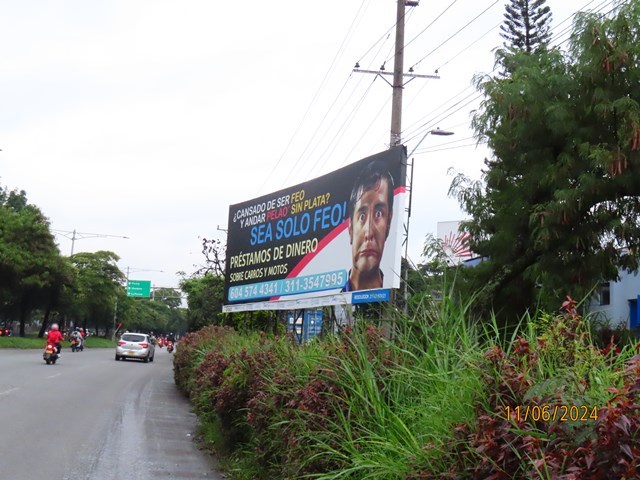 ¿CANSADO DE SER FEO
Y ANDAR PELAO SIN PLATA?
SEA SOLO FEO!
PRÉSTAMOS DE DINERO
SOBRE CARROS Y MOTOS
604 574 4341 / 311-3547995
11/06/2024